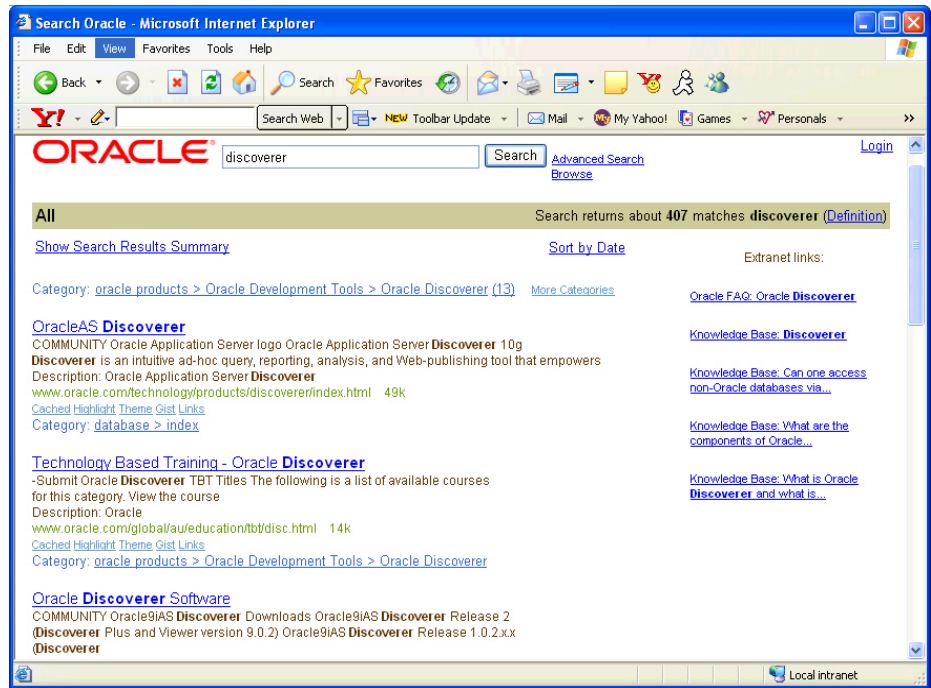 Search Oracle - Microsoft Internet Explorer
File Edit View Favorites Tools Help
Back Search Favorites
Y! Search Web NEW Toolbar Update Mail My Yahoo! Games Personals »
ORACLE discoverer Search Advanced Search Login
Browse
All Search returns about 407 matches discoverer (Definition)
Show Search Results Summary Sort by Date
Extranet links:
Category: oracle products > Oracle Development Tools > Oracle Discoverer (13) More Categories
Oracle FAQ: Oracle Discoverer
Knowledge Base: Discoverer
Knowledge Base: Can one access
non-Oracle databases via...
Knowledge Base: What are the
components of Oracle...
Knowledge Base: What is Oracle
Discoverer and what is...
OracleAS Discoverer
COMMUNITY Oracle Application Server logo Oracle Application Server Discoverer 10g
Discoverer is an intuitive ad-hoc query, reporting, analysis, and Web-publishing tool that empowers
Description: Oracle Application Server Discoverer
www.oracle.com/technology/products/discoverer/index.html 49k
Cached Highlight Theme Gist Links
Category: database > index
Technology Based Training - Oracle Discoverer
-Submit Oracle Discoverer TBT Titles The following is a list of available courses
for this category. View the course
Description: Oracle
www.oracle.com/global/au/education/tbt/disc.html 14k
Cached Highlight Theme Gist Links
Category: oracle products > Oracle Development Tools > Oracle Discoverer
Oracle Discoverer Software
COMMUNITY Oracle9iAS Discoverer Downloads Oracle9iAS Discoverer Release 2
(Discoverer Plus and Viewer version 9.0.2) Oracle9iAS Discoverer Release 1.0.2.x.x
(Discoverer
Local intranet